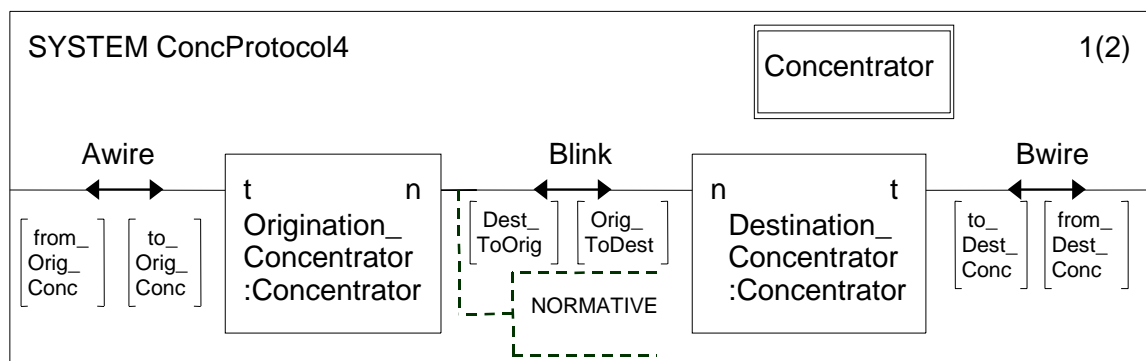 SYSTEM ConcProtocol4
Concentrator
1(2)
Awire
Blink
Bwire
t
n
n
t
from_
Orig_
Conc
to_
Orig_
Conc
Origination_
Concentrator
:Concentrator
Dest_
ToOrig
Orig_
ToDest
NORMATIVE
Destination_
Concentrator
:Concentrator
to_
Dest_
Conc
from_
Dest_
Conc